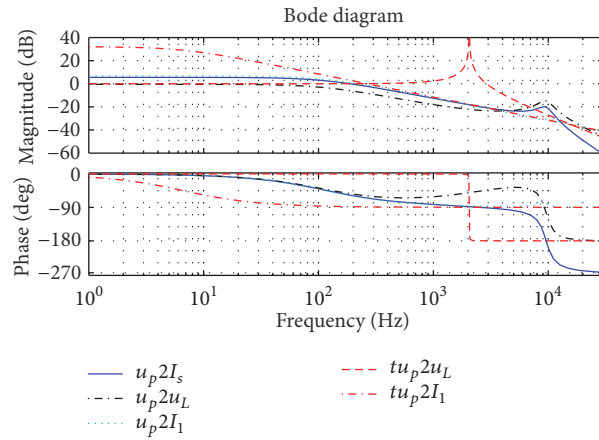 Bode diagram
Magnitude (dB)
40
20
0
−20
−40
−60
Phase (deg)
0
−90
−180
−270
10^0 10^1 10^2 10^3 10^4
Frequency (Hz)
u_p2I_s
u_p2u_L
u_p2I_1
tu_p2u_L
tu_p2I_1